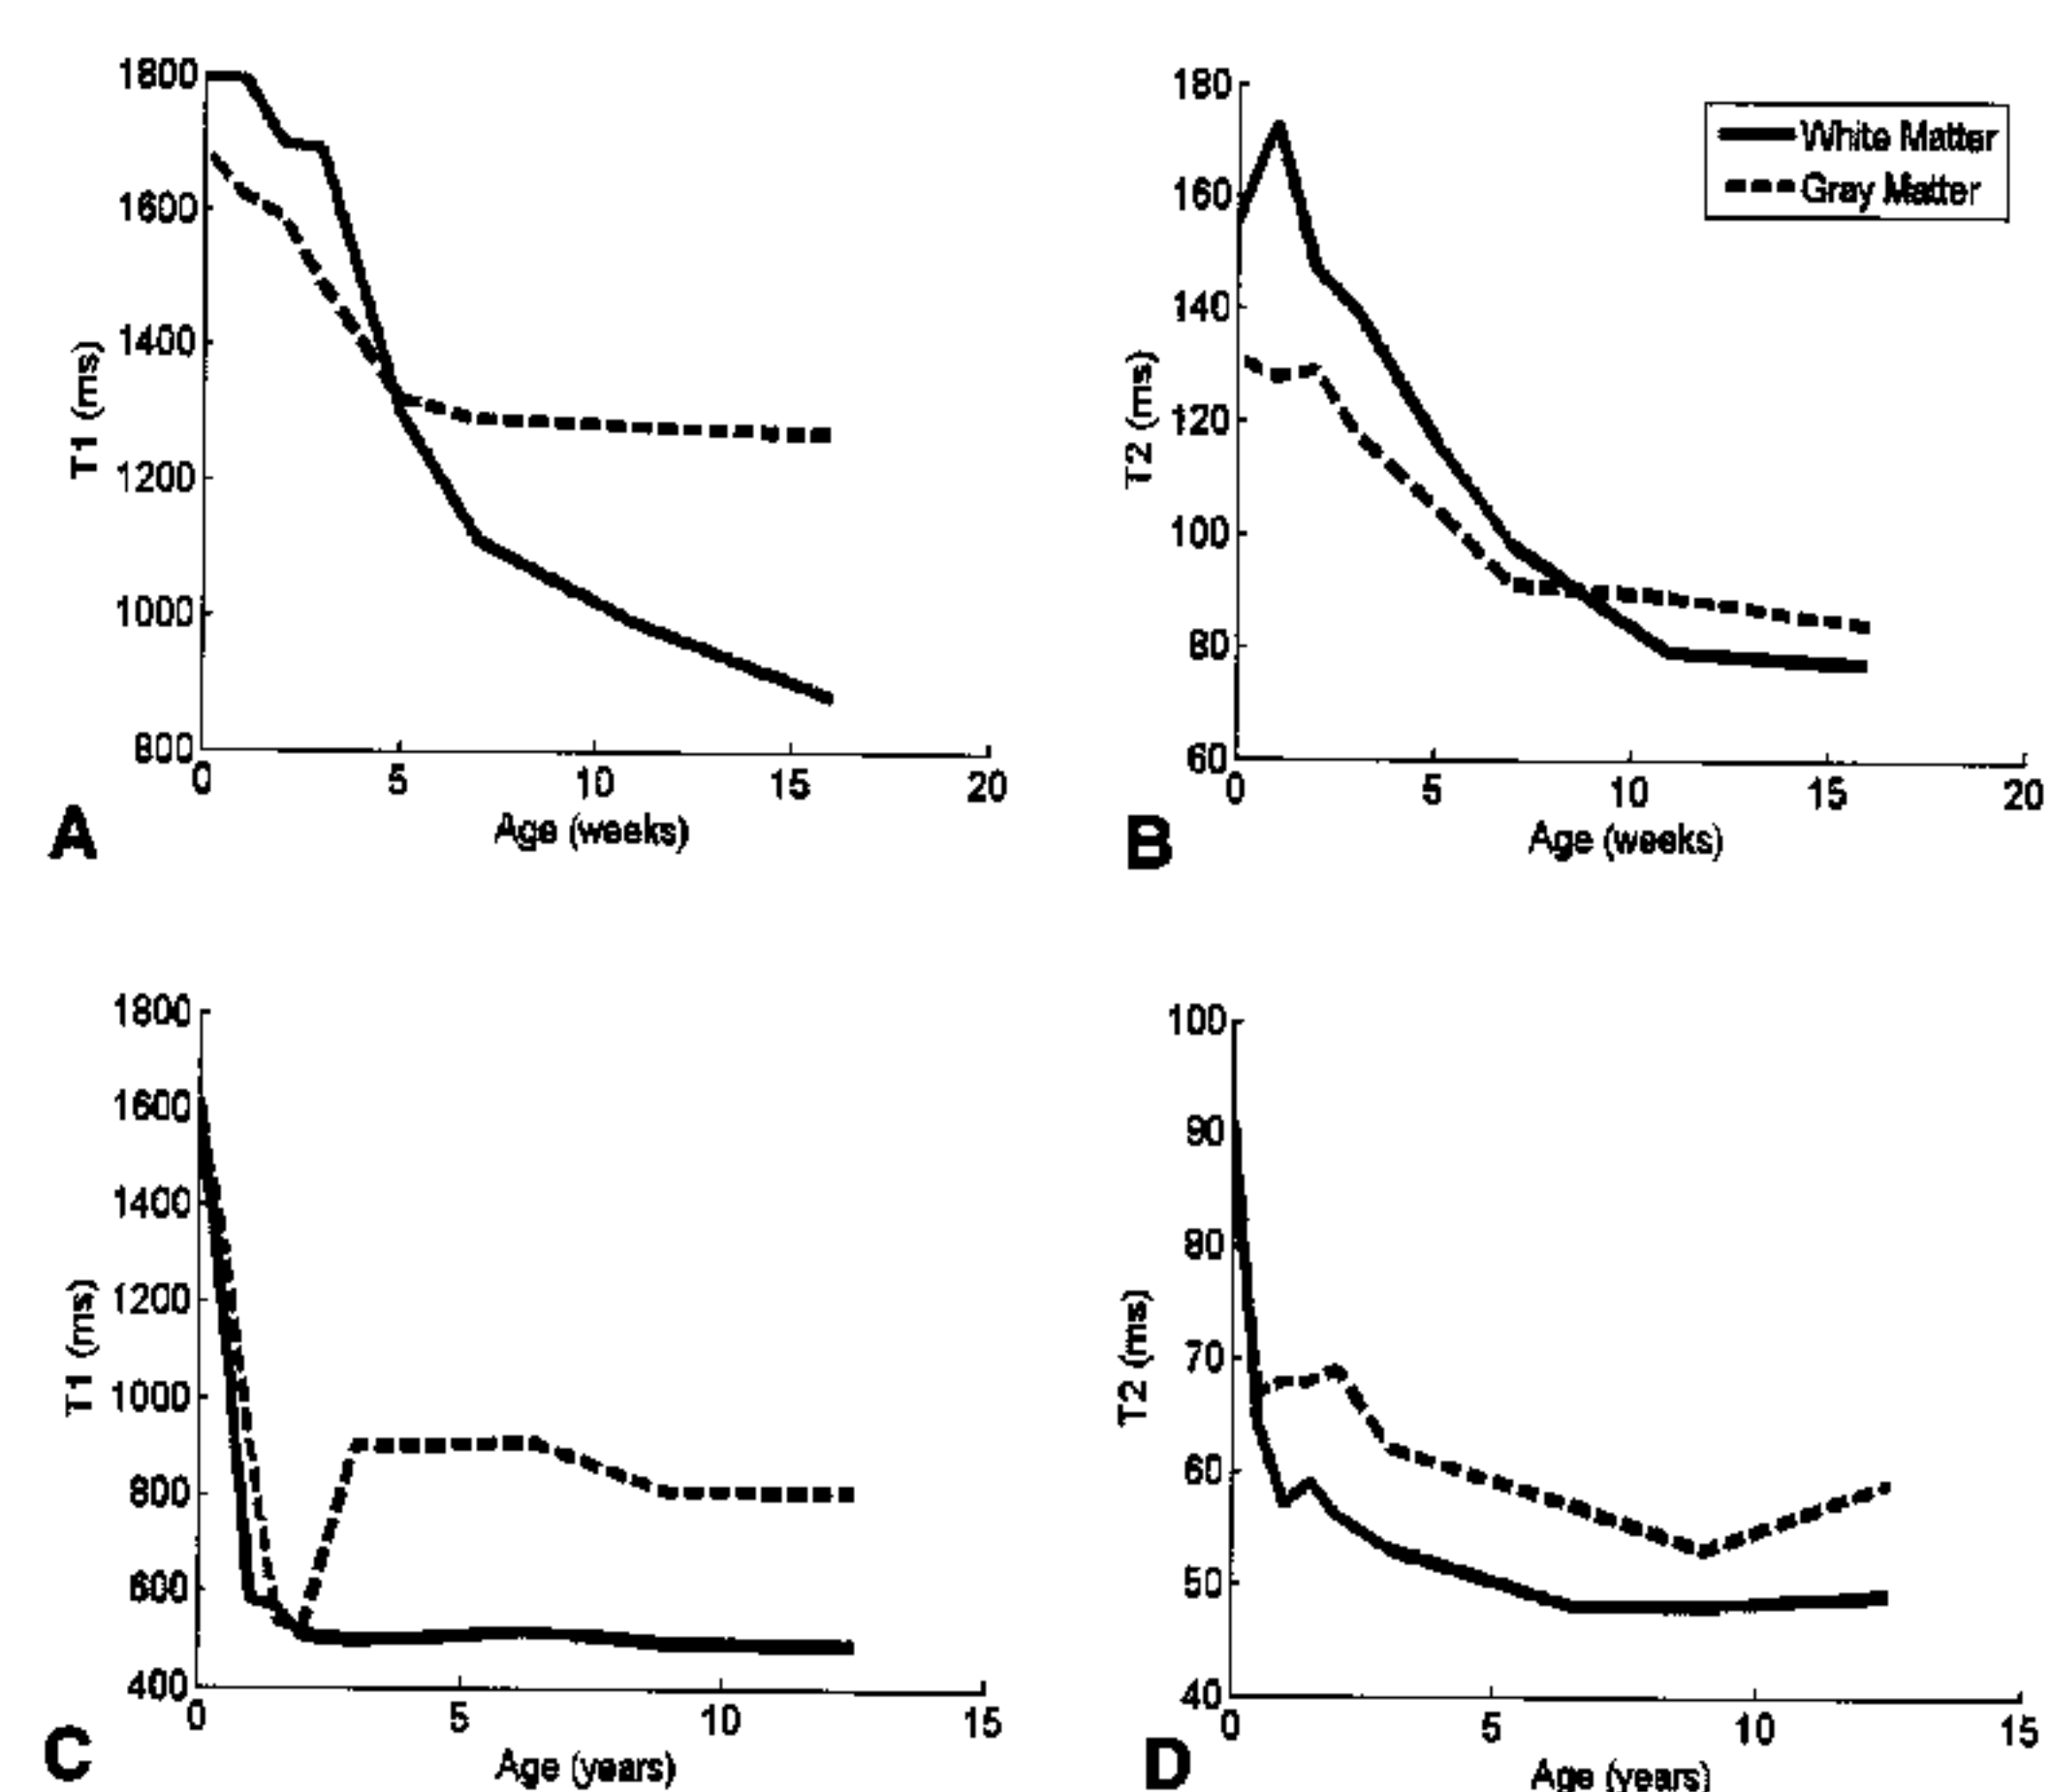 1800
1600
1400
1200
1000
800
T1 (ms)
0 5 10 15 20
Age (weeks)
A
180
160
140
120
100
80
60
T2 (ms)
0 5 10 15 20
Age (weeks)
B
White Matter
Gray Matter
1800
1600
1400
1200
1000
800
600
400
T1 (ms)
0 5 10 15
Age (years)
C
100
90
80
70
60
50
40
T2 (ms)
0 5 10 15
Age (years)
D